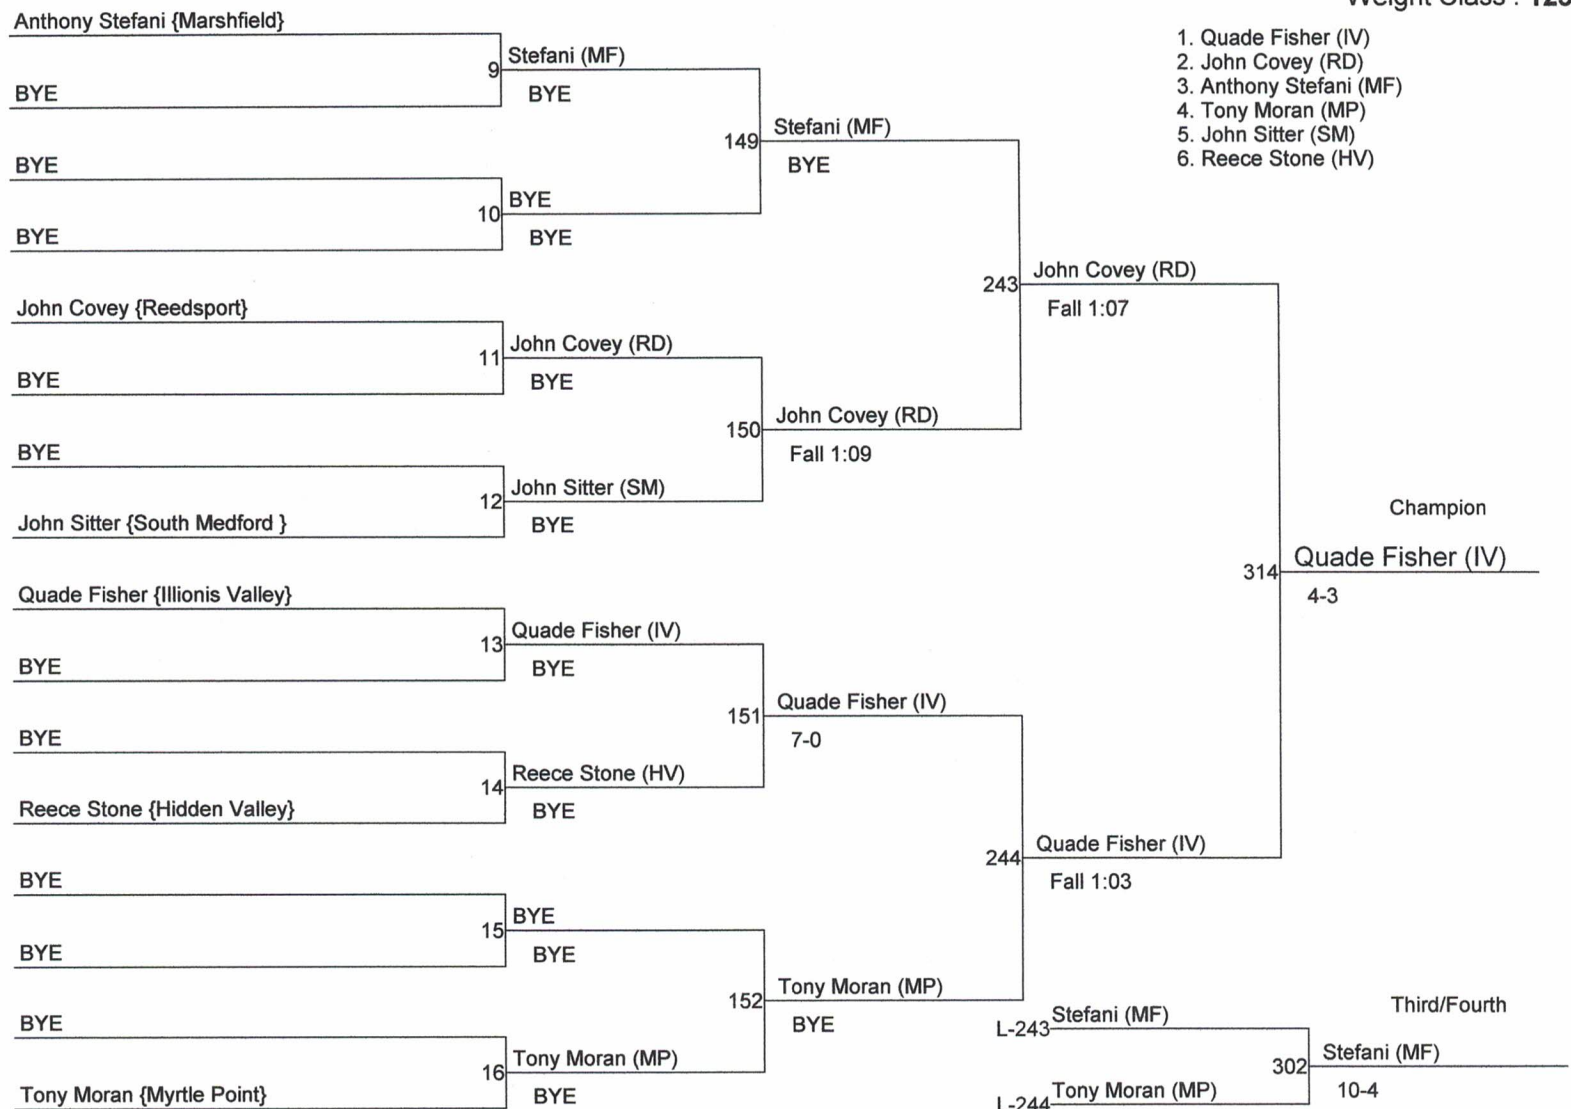 Weight Class :
1. Quade Fisher (IV)
2. John Covey (RD)
3. Anthony Stefani (MF)
4. Tony Moran (MP)
5. John Sitter (SM)
6. Reece Stone (HV)
Anthony Stefani {Marshfield}
9 Stefani (MF)
BYE
BYE
149 Stefani (MF)
BYE
BYE
10 BYE
BYE
BYE
243 John Covey (RD)
Fall 1:07
John Covey {Reedsport}
11 John Covey (RD)
BYE
BYE
150 John Covey (RD)
Fall 1:09
BYE
12 John Sitter (SM)
BYE
John Sitter {South Medford }
Champion
314 Quade Fisher (IV)
4-3
Quade Fisher {Illionis Valley}
13 Quade Fisher (IV)
BYE
BYE
151 Quade Fisher (IV)
7-0
BYE
14 Reece Stone (HV)
BYE
Reece Stone {Hidden Valley}
244 Quade Fisher (IV)
Fall 1:03
BYE
15 BYE
BYE
BYE
152 Tony Moran (MP)
BYE
BYE
16 Tony Moran (MP)
BYE
Tony Moran {Myrtle Point}
Third/Fourth
L-243 Stefani (MF)
302 Stefani (MF)
10-4
L-244 Tony Moran (MP)